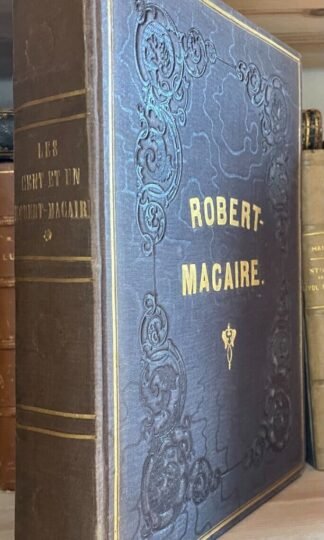 LES
CENT ET UN
ROBERT-MACAIRE
ROBERT-
MACAIRE.